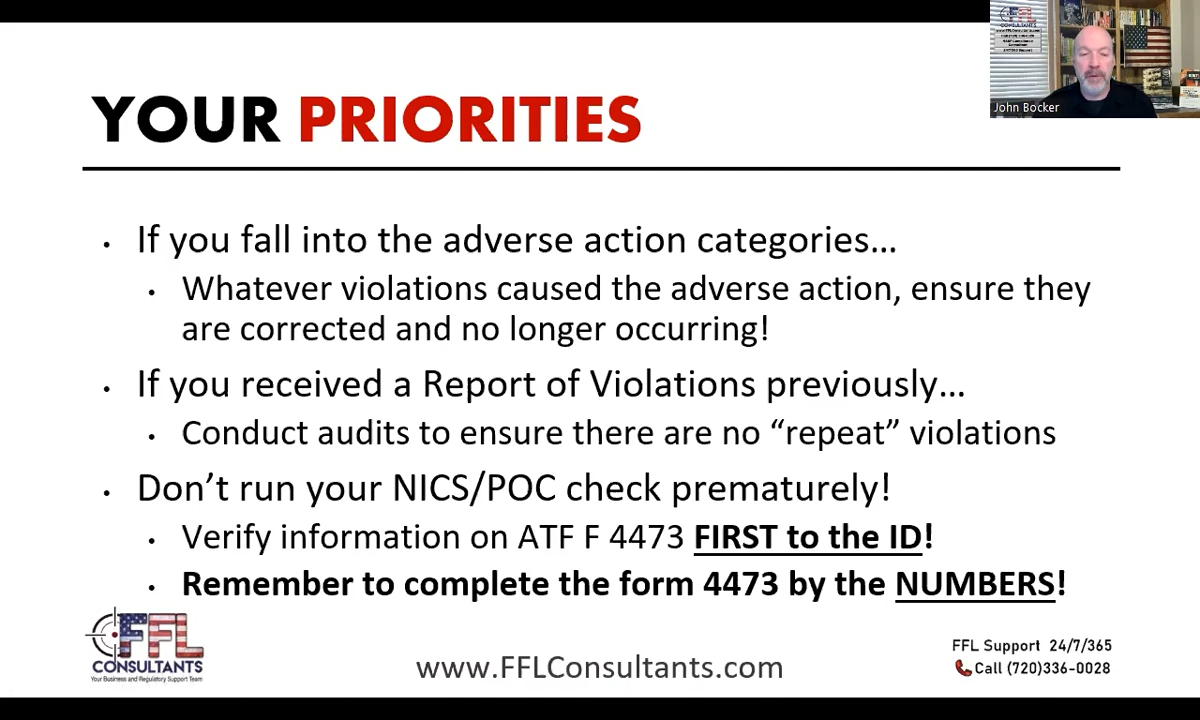 FFL
CONSULTANTS
John Bocker
YOUR PRIORITIES
• If you fall into the adverse action categories…
• Whatever violations caused the adverse action, ensure they
are corrected and no longer occurring!
• If you received a Report of Violations previously…
• Conduct audits to ensure there are no “repeat” violations
• Don’t run your NICS/POC check prematurely!
• Verify information on ATF F 4473 FIRST to the ID!
• Remember to complete the form 4473 by the NUMBERS!
FFL
CONSULTANTS
Your Business and Regulatory Support Team
www.FFLConsultants.com
FFL Support 24/7/365
Call (720)336-0028